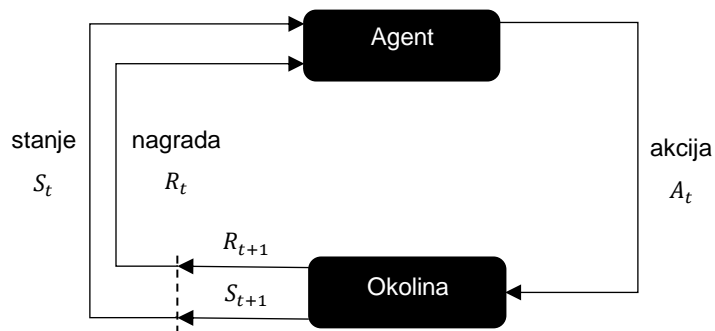 Agent
stanje
nagrada
akcija
S_t
R_t
A_t
R_{t+1}
S_{t+1}
Okolina